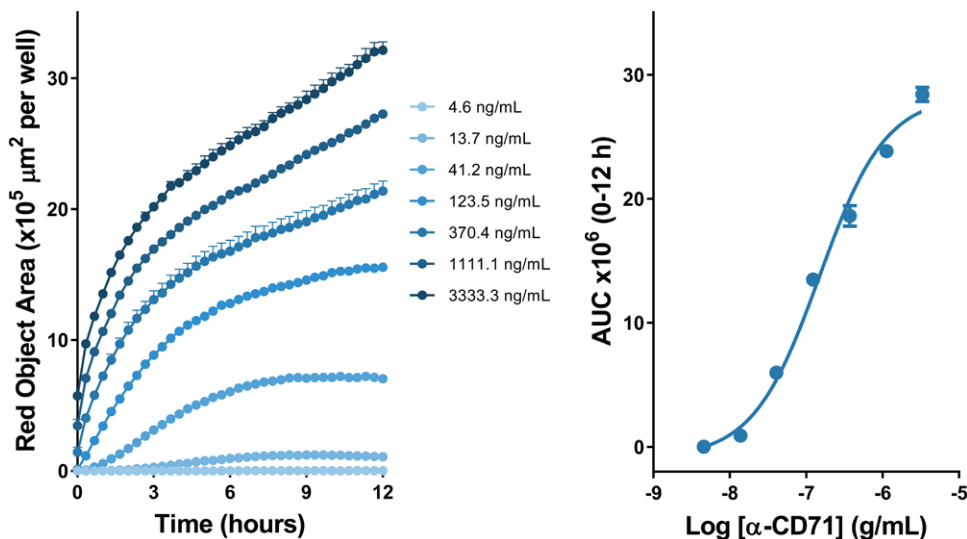 Red Object Area (x10⁵ μm² per well)
30
20
10
0
0 3 6 9 12
Time (hours)
4.6 ng/mL
13.7 ng/mL
41.2 ng/mL
123.5 ng/mL
370.4 ng/mL
1111.1 ng/mL
3333.3 ng/mL
AUC x10⁶ (0-12 h)
30
20
10
0
-9 -8 -7 -6 -5
Log [α-CD71] (g/mL)